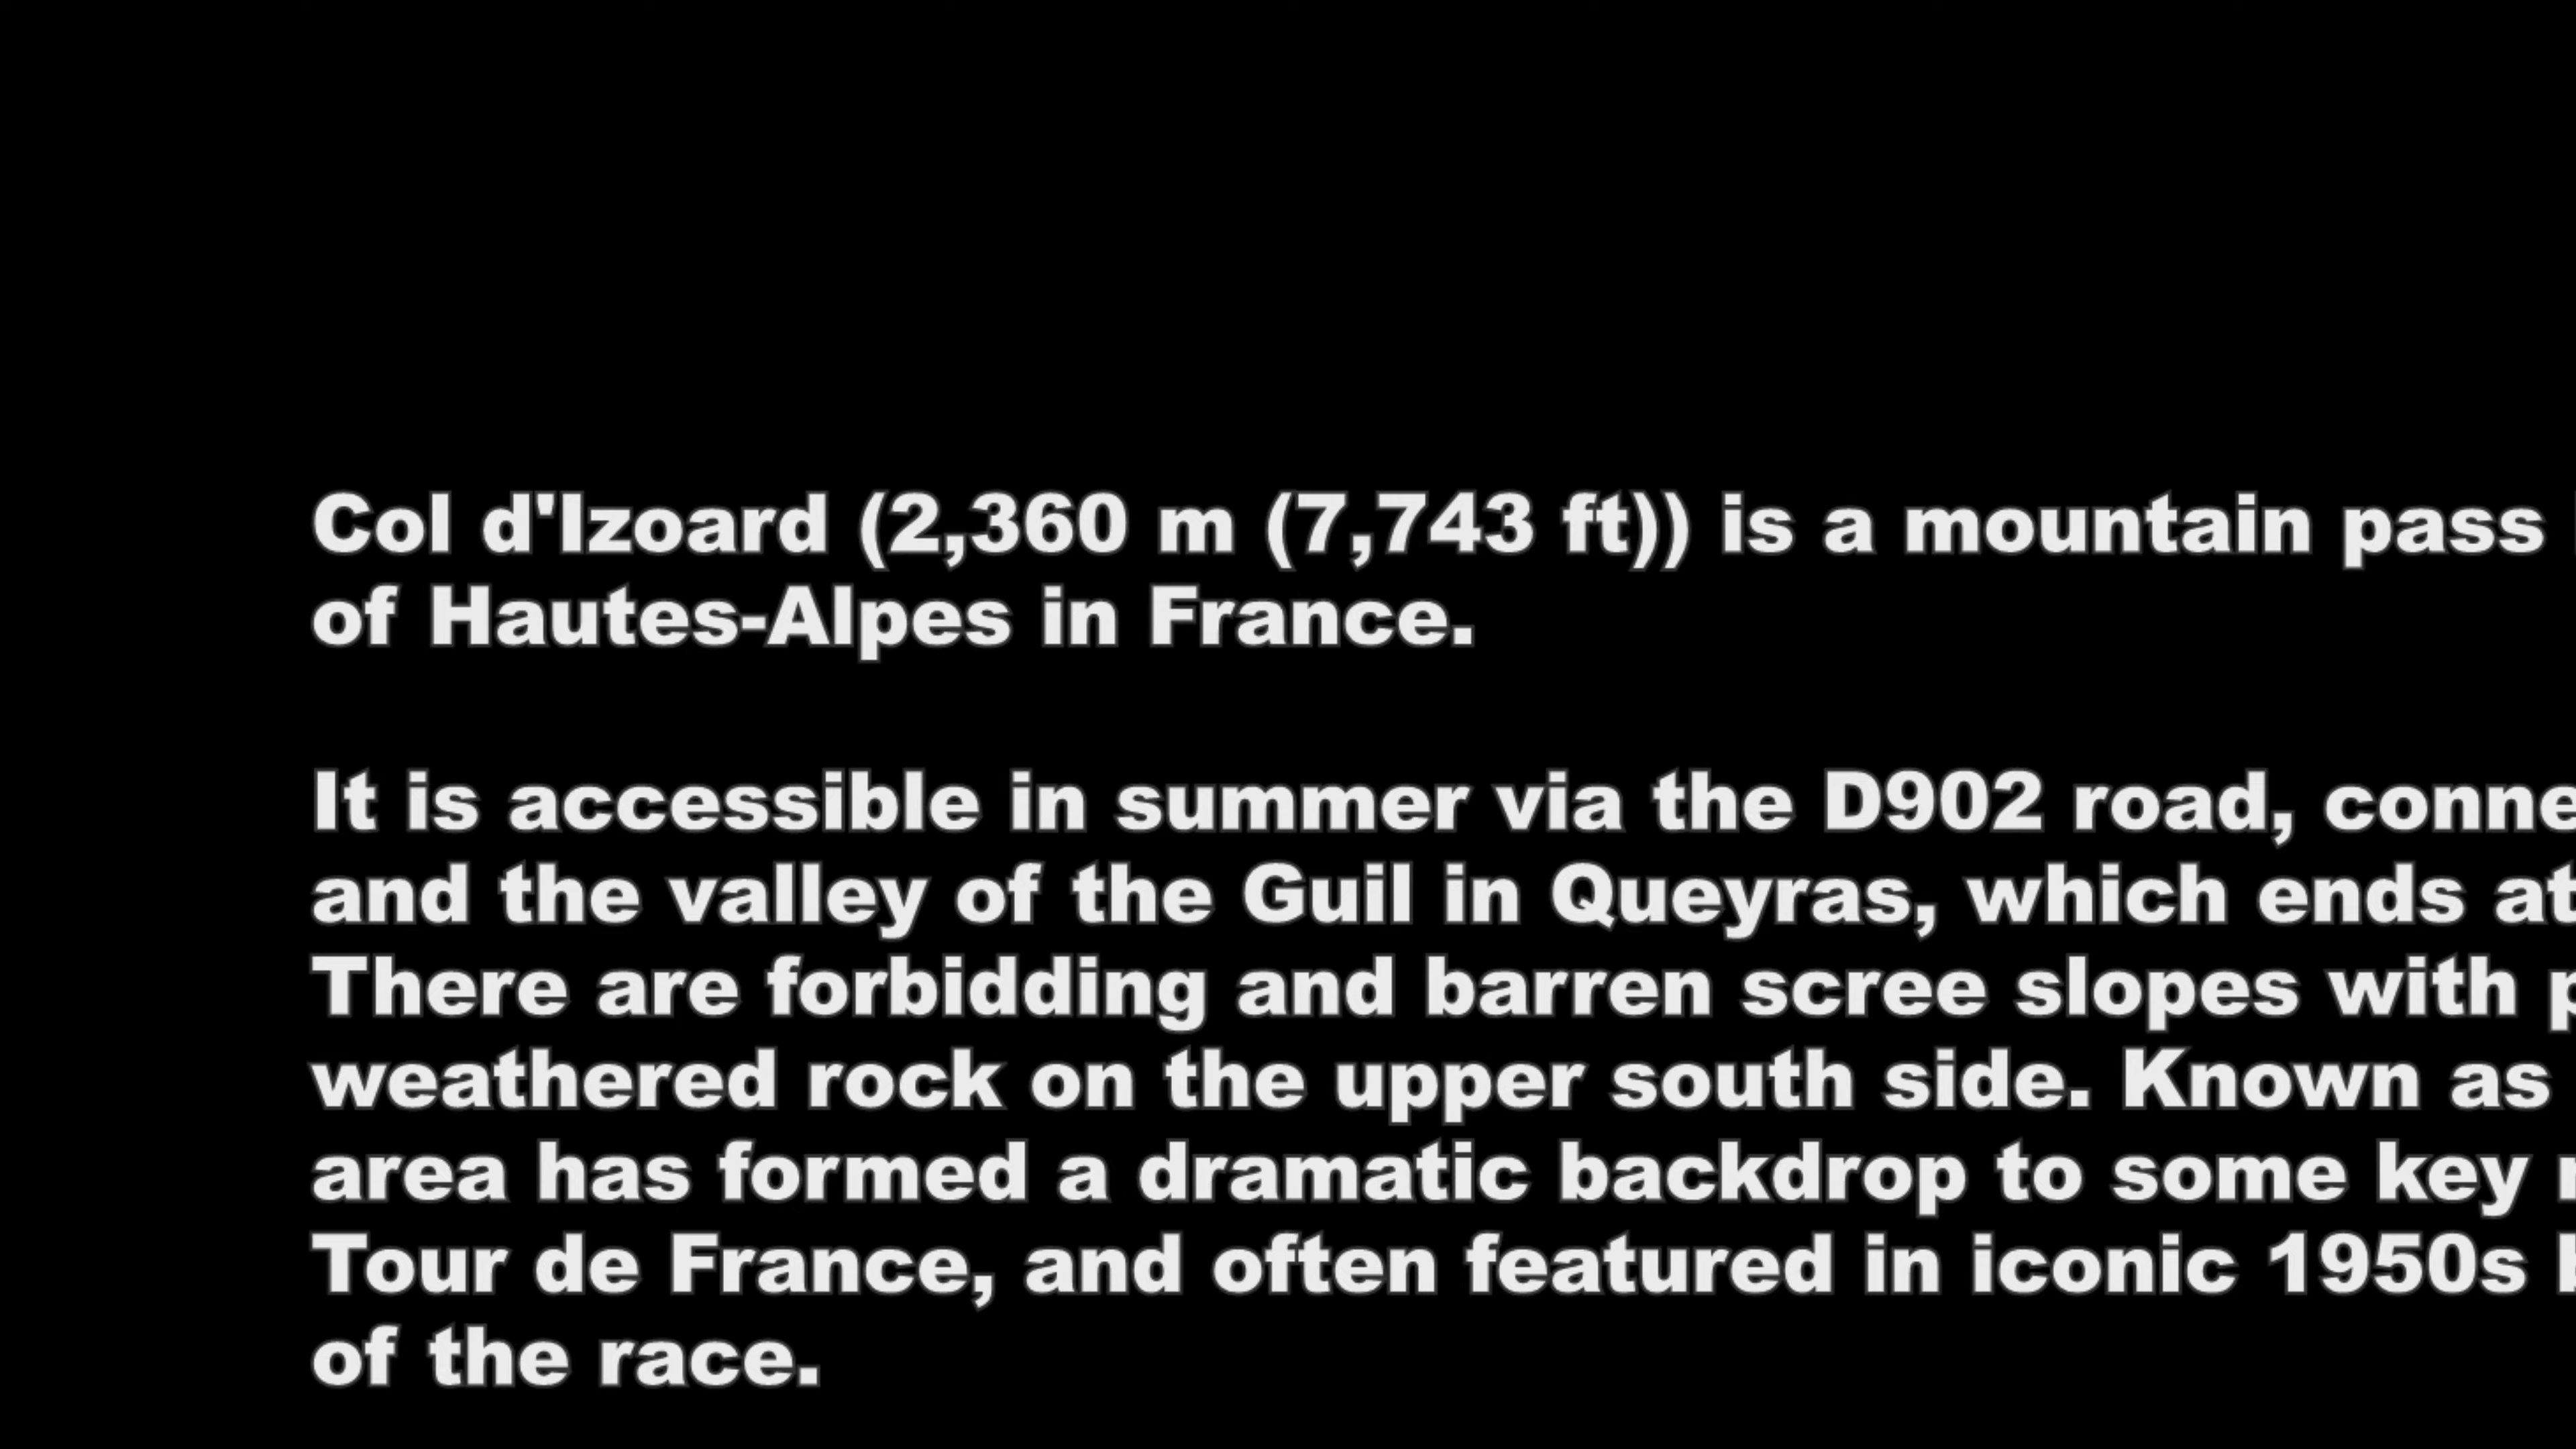 Col d'Izoard (2,360 m (7,743 ft)) is a mountain pass
of Hautes-Alpes in France.
It is accessible in summer via the D902 road,
and the valley of the Guil in Queyras, which ends at
There are forbidding and barren scree slopes with
weathered rock on the upper south side. Known as
area has formed a dramatic backdrop to some key
Tour de France, and often featured in iconic 1950s
of the race.